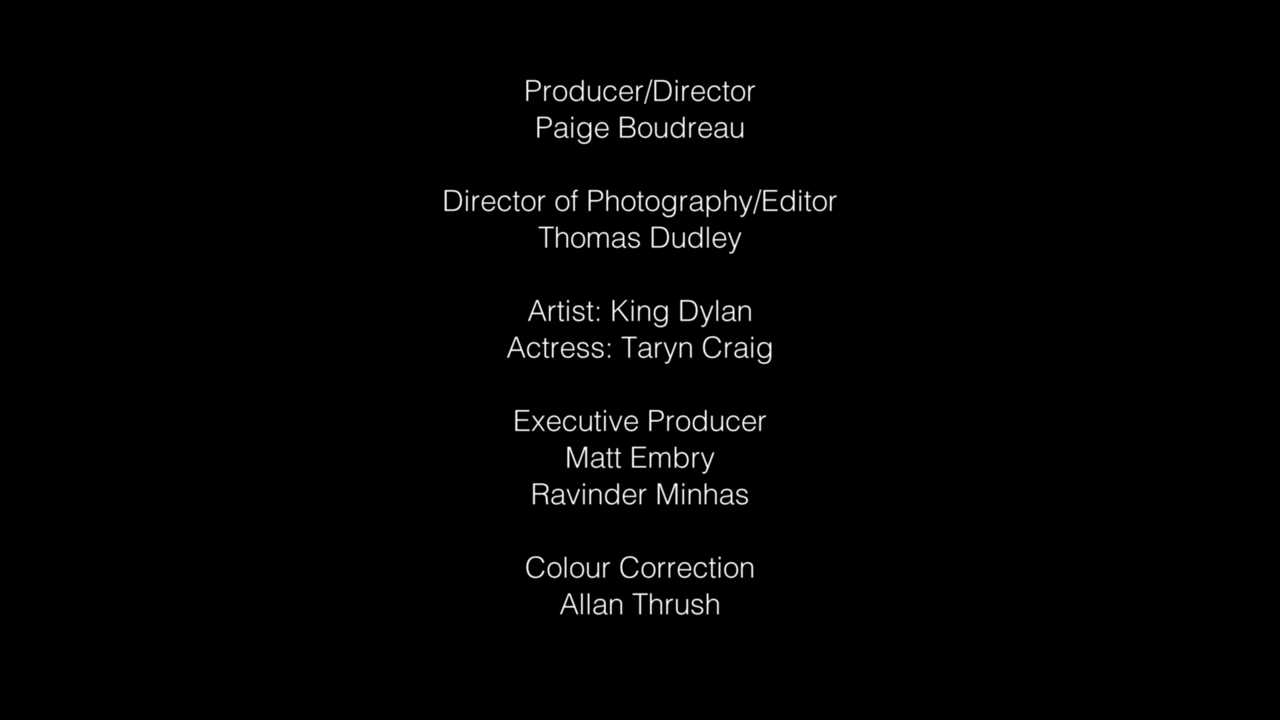 Producer/Director
Paige Boudreau
Director of Photography/Editor
Thomas Dudley
Artist: King Dylan
Actress: Taryn Craig
Executive Producer
Matt Embry
Ravinder Minhas
Colour Correction
Allan Thrush